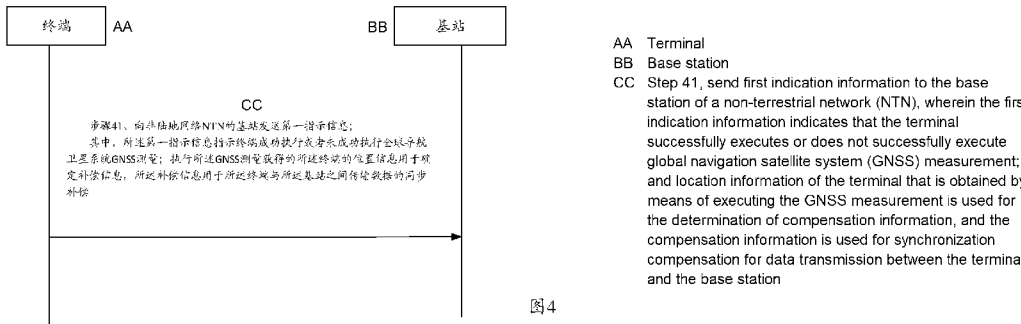 终端 AA
BB 基站
CC
步骤41、向非陆地网络NTN的基站发送第一指示信息；
其中，所述第一指示信息指示终端成功执行或者未成功执行全球导航
卫星系统GNSS测量；执行所述GNSS测量获得的所述终端的位置信息用于确
定补偿信息，所述补偿信息用于所述终端与所述基站之间传输数据的同步
补偿
图4
AA Terminal
BB Base station
CC Step 41, send first indication information to the base
station of a non-terrestrial network (NTN), wherein the firs
indication information indicates that the terminal
successfully executes or does not successfully execute
global navigation satellite system (GNSS) measurement;
and location information of the terminal that is obtained by
means of executing the GNSS measurement is used for
the determination of compensation information, and the
compensation information is used for synchronization
compensation for data transmission between the termina
and the base station